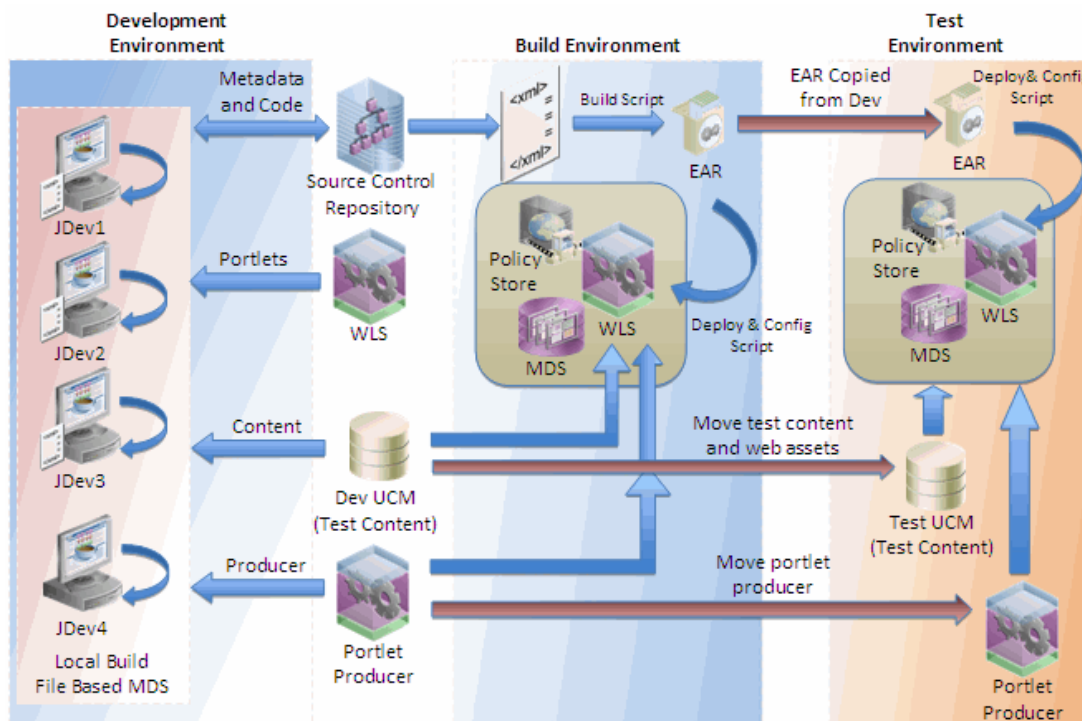 Development
Environment
Build Environment
Test
Environment
Metadata
and Code
<xml>
=
=
=
</xml>
Build Script
EAR
EAR Copied
from Dev
Deploy& Config
Script
EAR
Source Control
Repository
JDev1
Portlets
WLS
JDev2
Policy
Store
WLS
MDS
Deploy & Config
Script
Policy
Store
WLS
MDS
Content
JDev3
Dev UCM
(Test Content)
Move test content
and web assets
Test UCM
(Test Content)
Producer
JDev4
Portlet
Producer
Move portlet
producer
Portlet
Producer
Local Build
File Based MDS